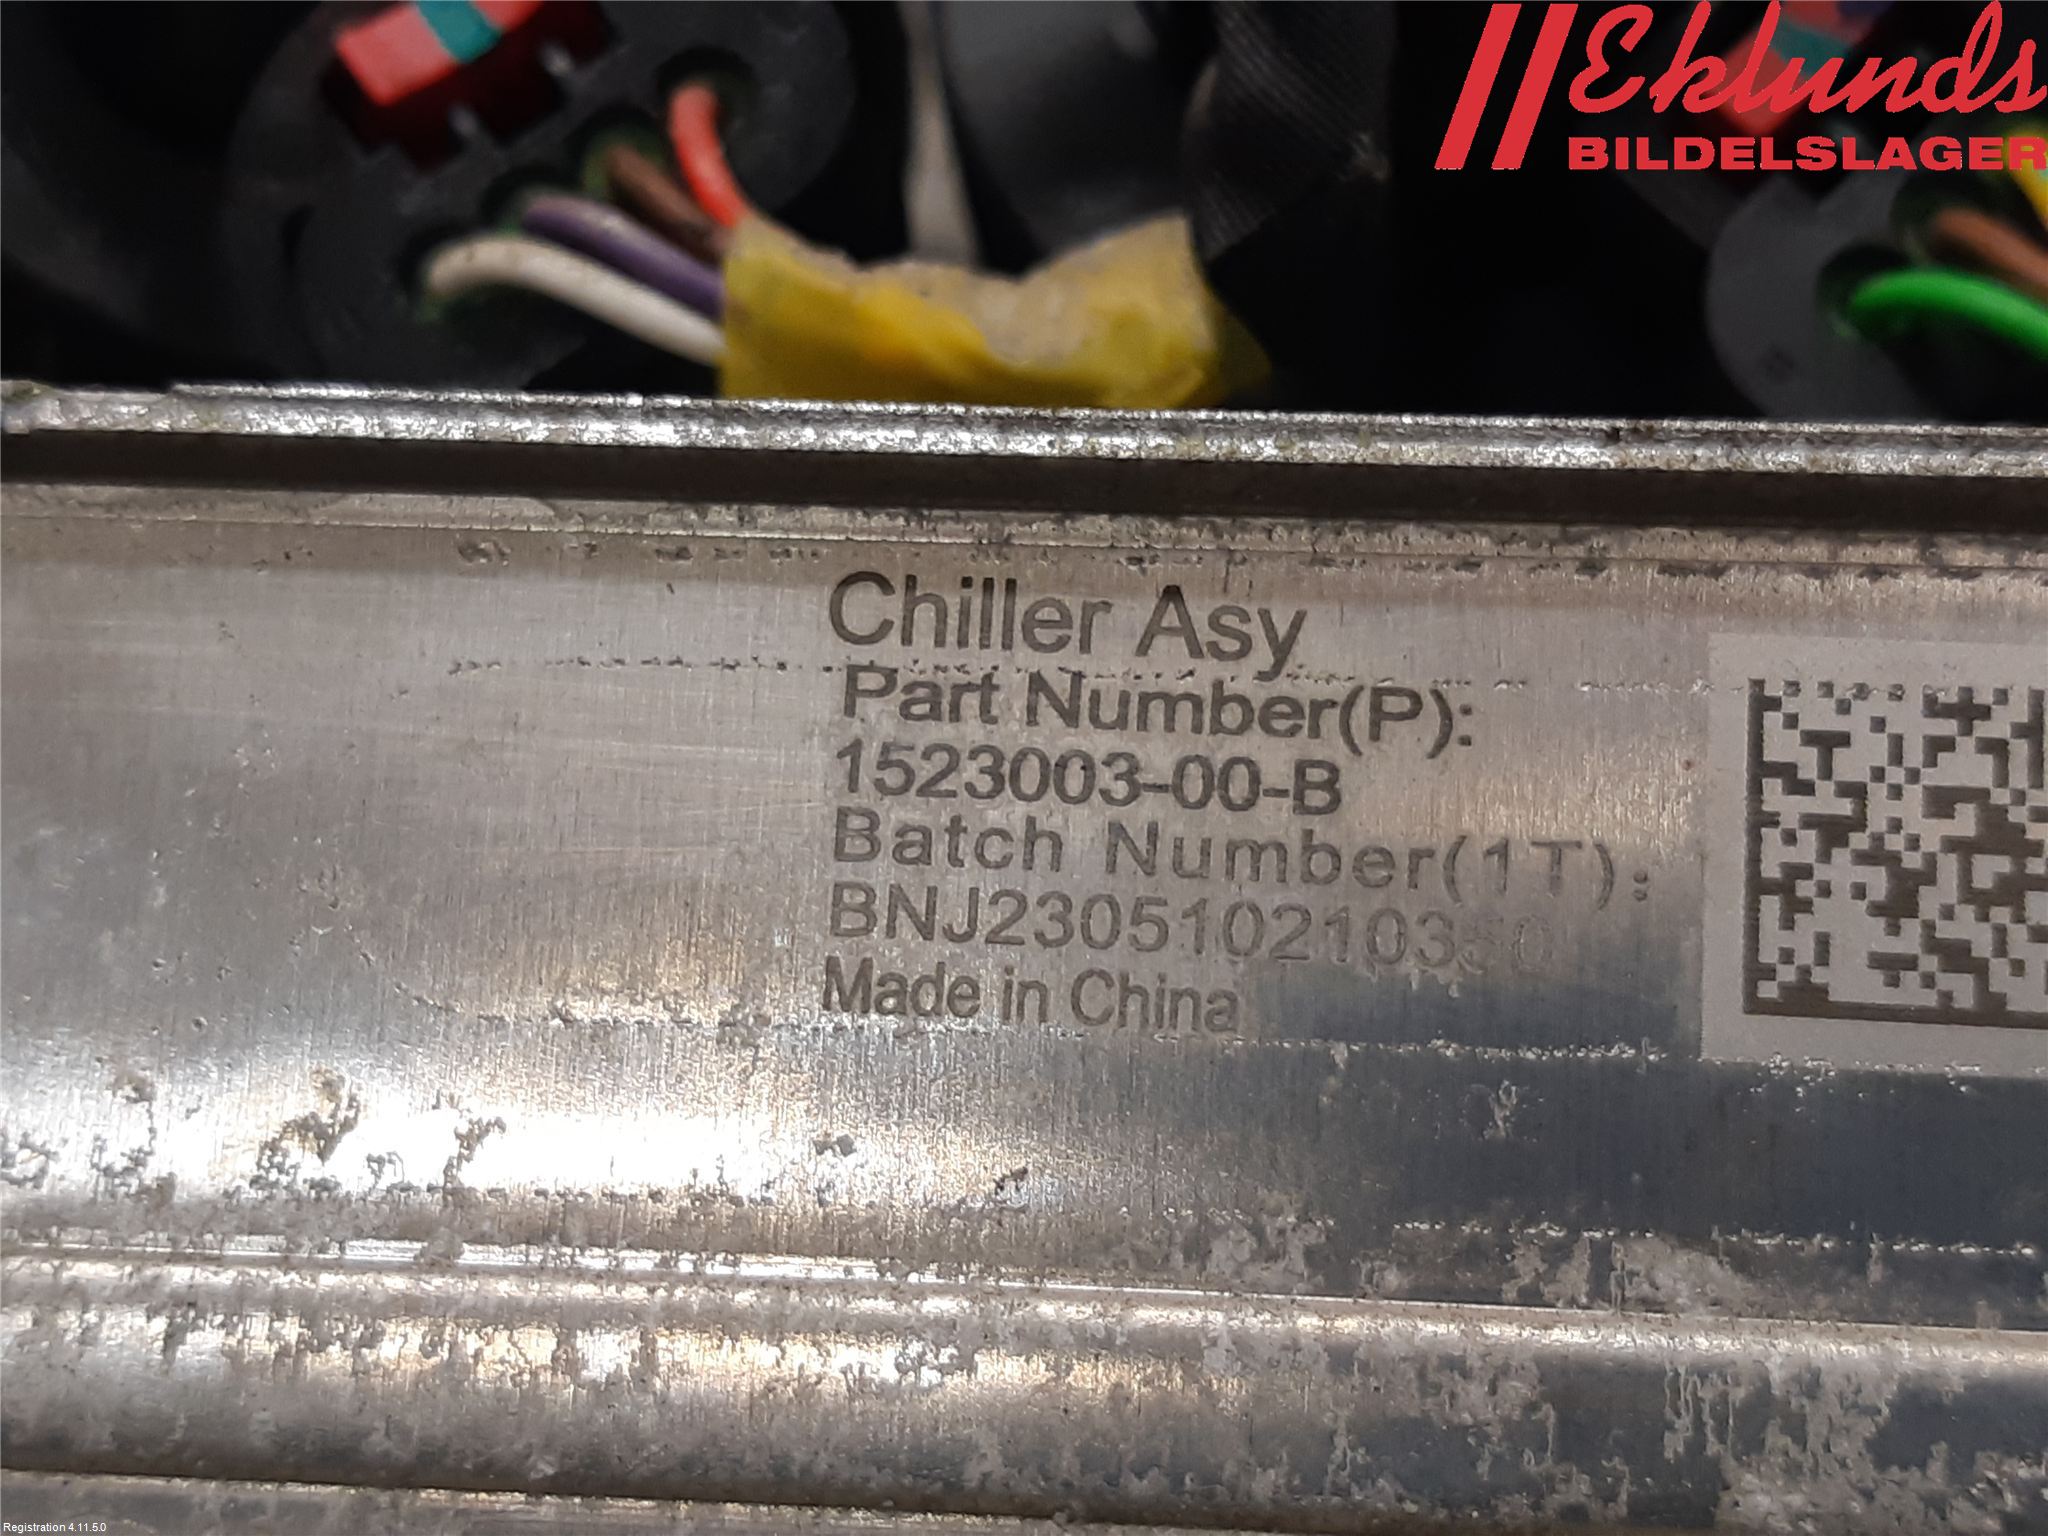 Eklunds
BILDELSLAGER
Chiller Asy
Part Number(P):
1523003-00-B
Batch Number(1T):
Made in China
Registration 4.11.5.0